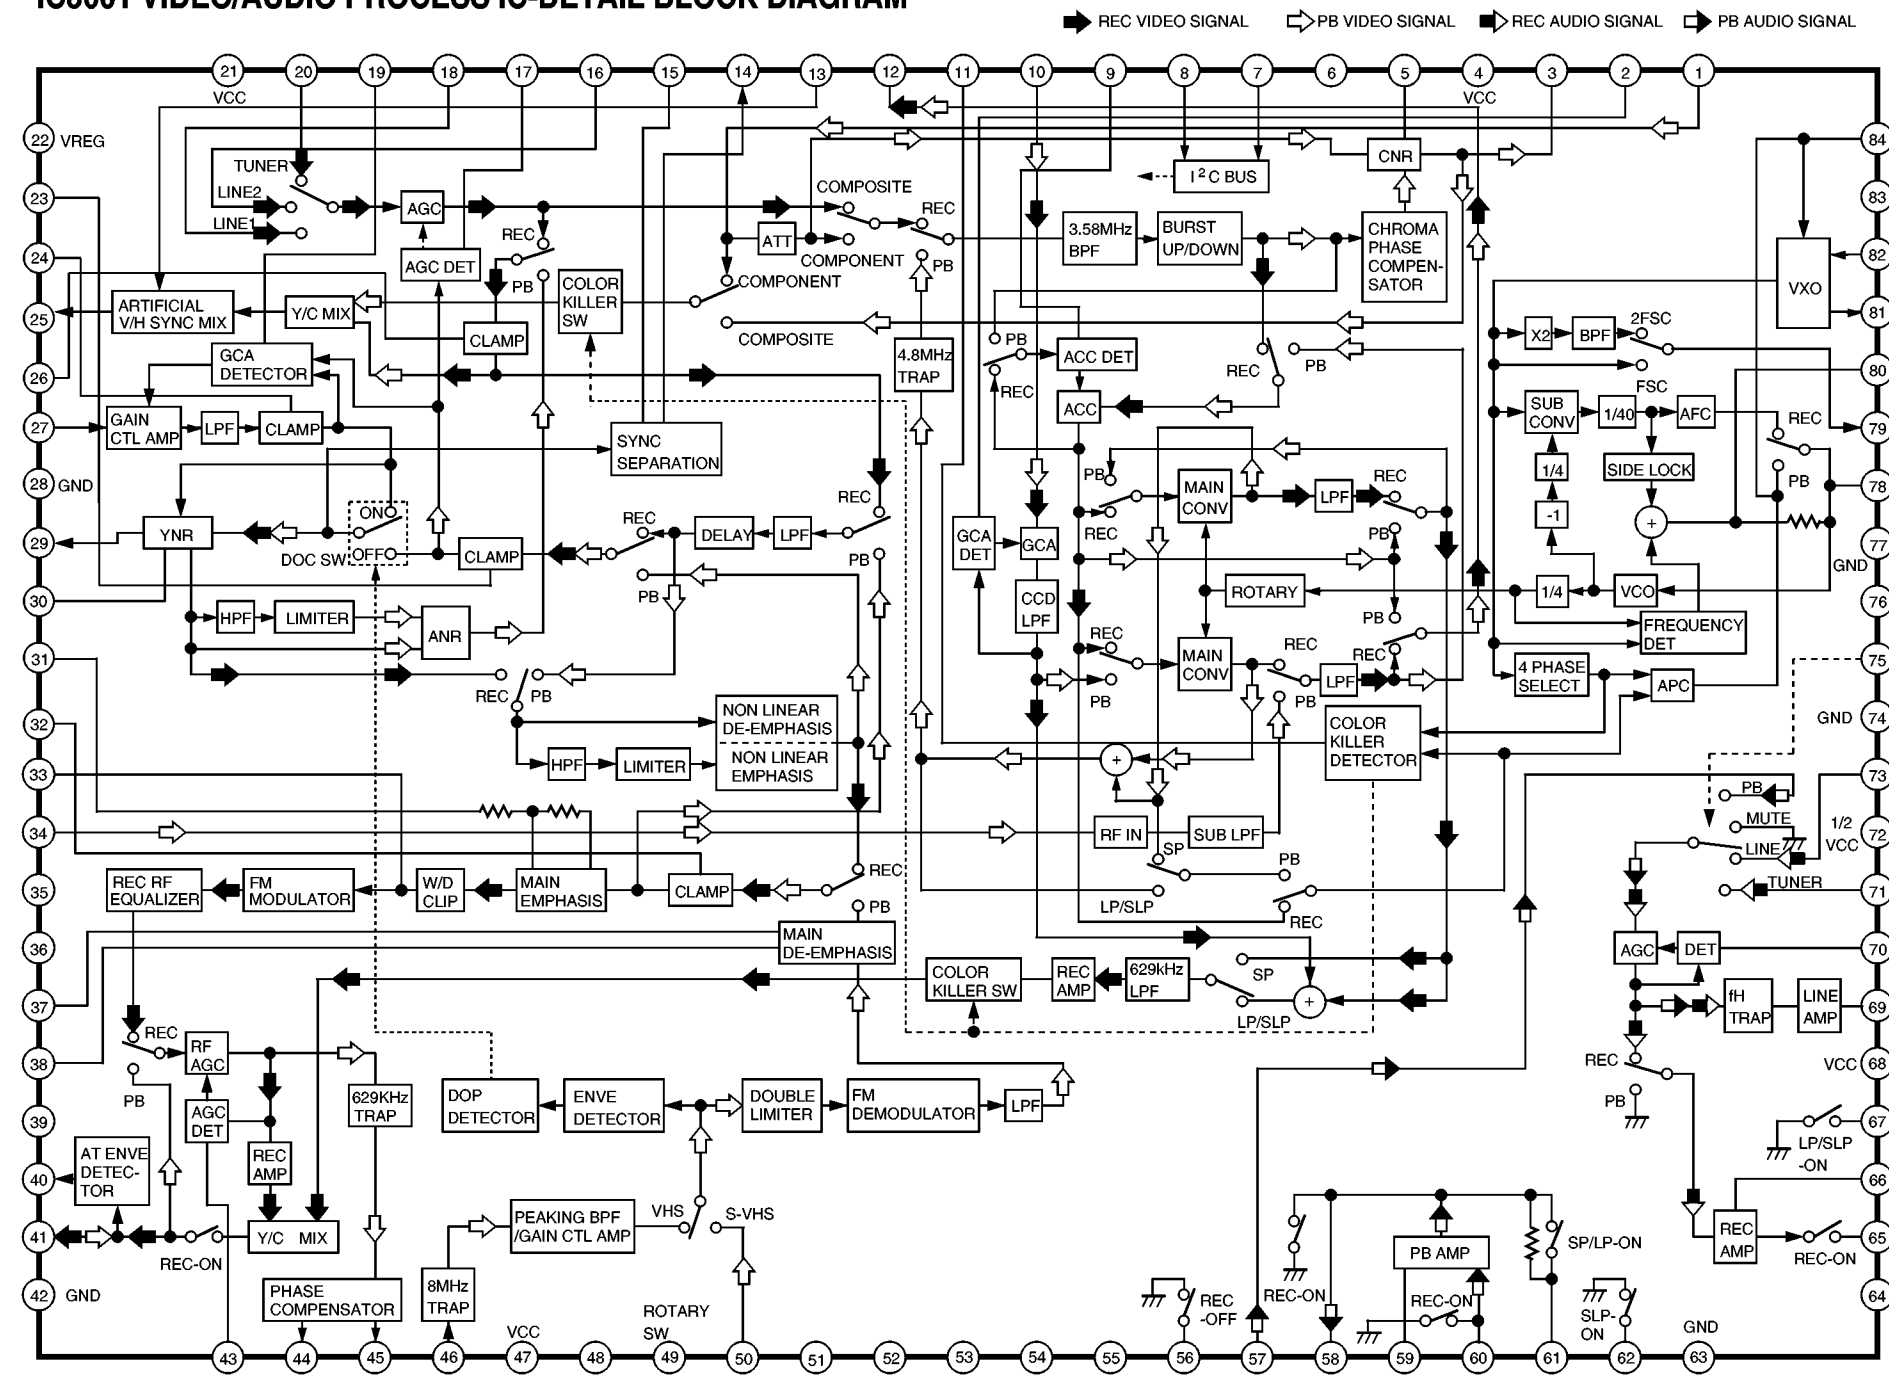 REC VIDEO SIGNAL
PB VIDEO SIGNAL
REC AUDIO SIGNAL
PB AUDIO SIGNAL
21 20 19 18 17 16 15 14 13 12 11 10 9 8 7 6 5 4 3 2 1
VCC
VCC
22 VREG
23
24
25
26
27
28 GND
29
30
31
32
33
34
35
36
37
38
39
40
41
42 GND
84
83
82
81
80
79
78
77
GND
76
75
74
GND
73
72
1/2
VCC
71
70
69
68
VCC
67
66
65
64
TUNER
LINE2
LINE1
AGC
AGC DET
REC
PB
COLOR
KILLER
SW
ARTIFICIAL
V/H SYNC MIX
Y/C MIX
CLAMP
GCA
DETECTOR
GAIN
CTL AMP
LPF
CLAMP
COMPOSITE
ATT
COMPONENT
COMPONENT
COMPOSITE
REC
PB
4.8MHz
TRAP
SYNC
SEPARATION
YNR
ON
OFF
DOC SW
CLAMP
REC
PB
DELAY
LPF
REC
PB
HPF
LIMITER
ANR
REC
PB
NON LINEAR
DE-EMPHASIS
NON LINEAR
EMPHASIS
HPF
LIMITER
REC RF
EQUALIZER
FM
MODULATOR
W/D
CLIP
MAIN
EMPHASIS
CLAMP
REC
PB
MAIN
DE-EMPHASIS
I2C BUS
CNR
3.58MHz
BPF
BURST
UP/DOWN
CHROMA
PHASE
COMPEN-
SATOR
PB
REC
ACC DET
ACC
REC
PB
PB
REC
MAIN
CONV
LPF
REC
PB
GCA
DET
GCA
CCD
LPF
ROTARY
REC
PB
MAIN
CONV
REC
PB
LPF
PB
REC
COLOR
KILLER
DETECTOR
+
RF IN
SUB LPF
SP
LP/SLP
PB
REC
COLOR
KILLER SW
REC
AMP
629kHz
LPF
SP
LP/SLP
+
VXO
X2
BPF
2FSC
FSC
SUB
CONV
1/40
AFC
REC
PB
1/4
SIDE LOCK
-1
+
1/4
VCO
FREQUENCY
DET
4 PHASE
SELECT
APC
PB
MUTE
LINE
TUNER
AGC
DET
fH
TRAP
LINE
AMP
REC
PB
LP/SLP
-ON
REC
AMP
REC-ON
REC
PB
RF
AGC
AGC
DET
REC
AMP
629KHz
TRAP
AT ENVE
DETEC-
TOR
REC-ON
Y/C MIX
PHASE
COMPENSATOR
DOP
DETECTOR
ENVE
DETECTOR
DOUBLE
LIMITER
FM
DEMODULATOR
LPF
PEAKING BPF
/GAIN CTL AMP
VHS
S-VHS
8MHz
TRAP
REC
-OFF
REC-ON
PB AMP
REC-ON
SP/LP-ON
SLP-
ON
VCC
ROTARY
SW
GND
43 44 45 46 47 48 49 50 51 52 53 54 55 56 57 58 59 60 61 62 63